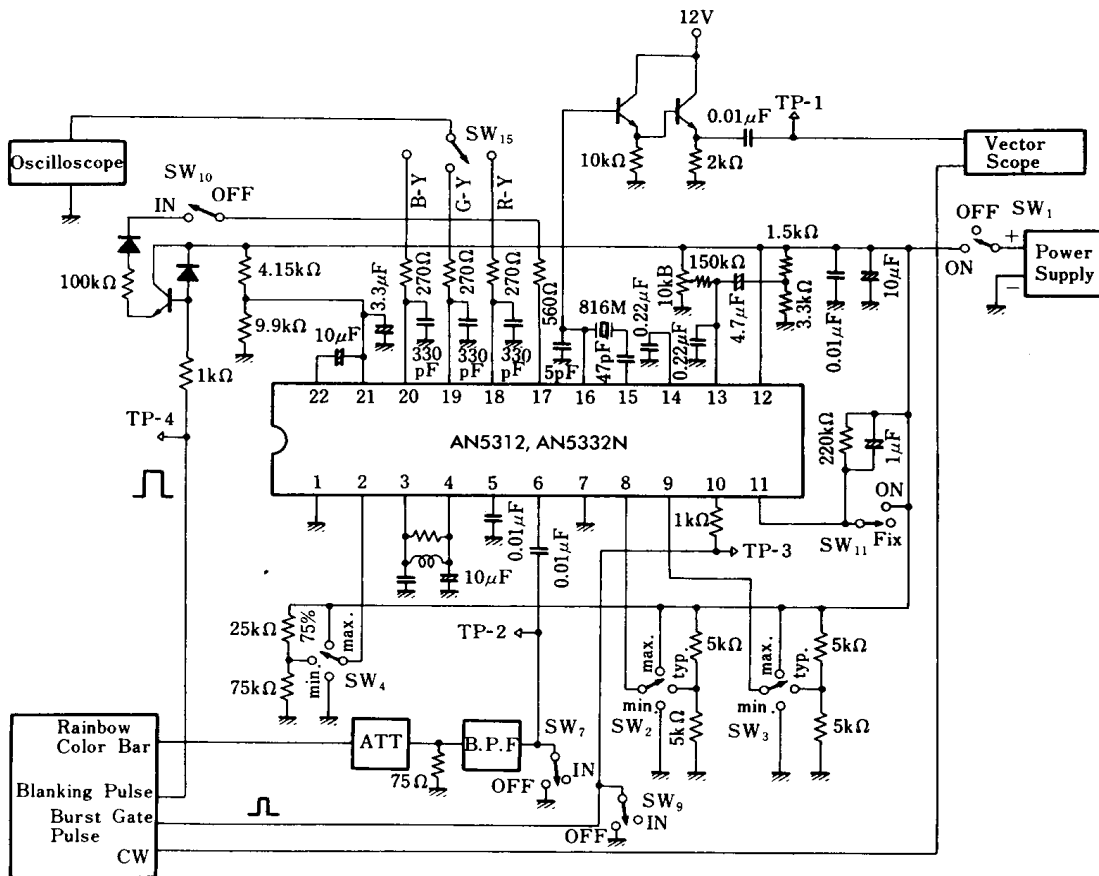 12V
TP-1
0.01μF
Vector
Scope
10kΩ
2kΩ
Oscilloscope
SW15
SW10
OFF
IN
B-Y
G-Y
R-Y
OFF
SW1
ON
+
−
Power
Supply
100kΩ
4.15kΩ
9.9kΩ
3.3μF
10μF
270Ω
270Ω
270Ω
330
pF
330
pF
330
pF
560Ω
5pF
816M
47pF
0.22μF
0.22μF
10kB
150kΩ
4.7μF
1.5kΩ
3.3kΩ
0.01μF
10μF
1kΩ
TP-4
22 21 20 19 18 17 16 15 14 13 12
AN5312, AN5332N
1 2 3 4 5 6 7 8 9 10 11
220kΩ
1μF
ON
Fix
SW11
1kΩ
TP-3
0.01μF
0.01μF
10μF
TP-2
25kΩ
75kΩ
75%
max.
min.
SW4
max.
typ.
min.
SW2
5kΩ
5kΩ
max.
typ.
min.
SW3
5kΩ
5kΩ
Rainbow
Color Bar
ATT
75Ω
B.P.F
SW7
IN
OFF
SW9
IN
OFF
Blanking Pulse
Burst Gate
Pulse
CW